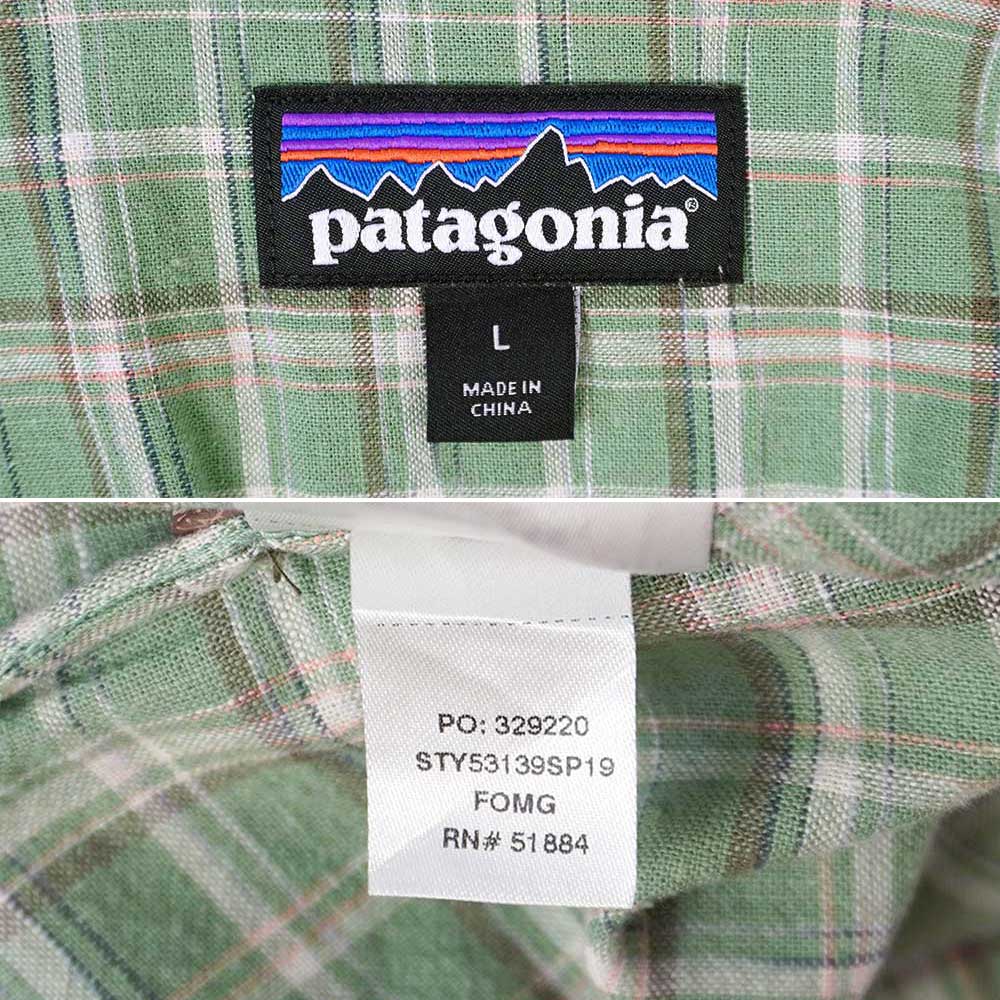 patagonia®
L
MADE IN
CHINA
PO: 329220
STY53139SP19
FOMG
RN# 51884